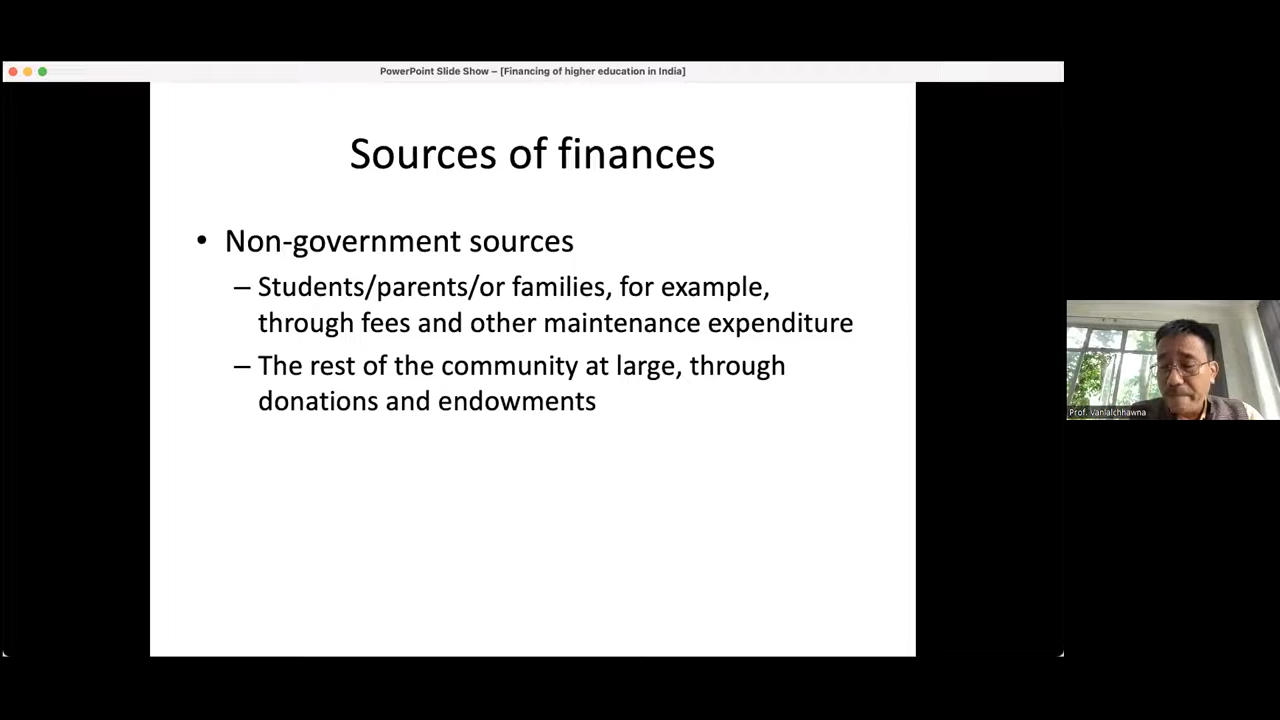 PowerPoint Slide Show – [Financing of higher education in India]
Sources of finances
• Non-government sources
– Students/parents/or families, for example,
through fees and other maintenance expenditure
– The rest of the community at large, through
donations and endowments
Prof. Vanlalchhawna